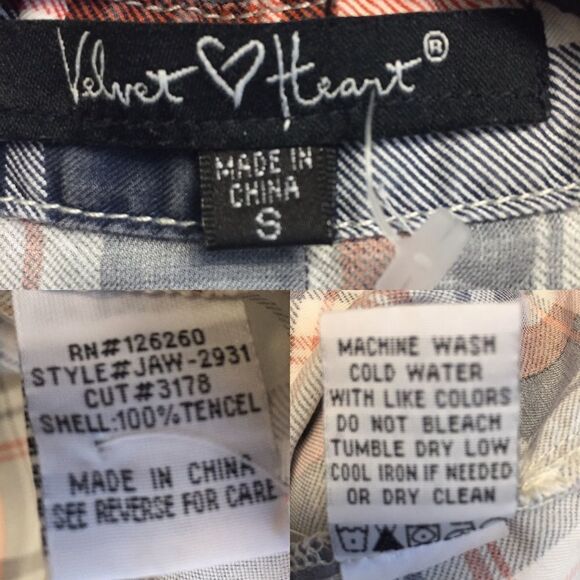 Velvet Heart®
MADE IN
CHINA
S
RN#126260
STYLE#JAW-2931
CUT#3178
SHELL:100%TENCEL
MADE IN CHINA
SEE REVERSE FOR CARE
MACHINE WASH
COLD WATER
WITH LIKE COLORS
DO NOT BLEACH
TUMBLE DRY LOW
COOL IRON IF NEEDED
OR DRY CLEAN